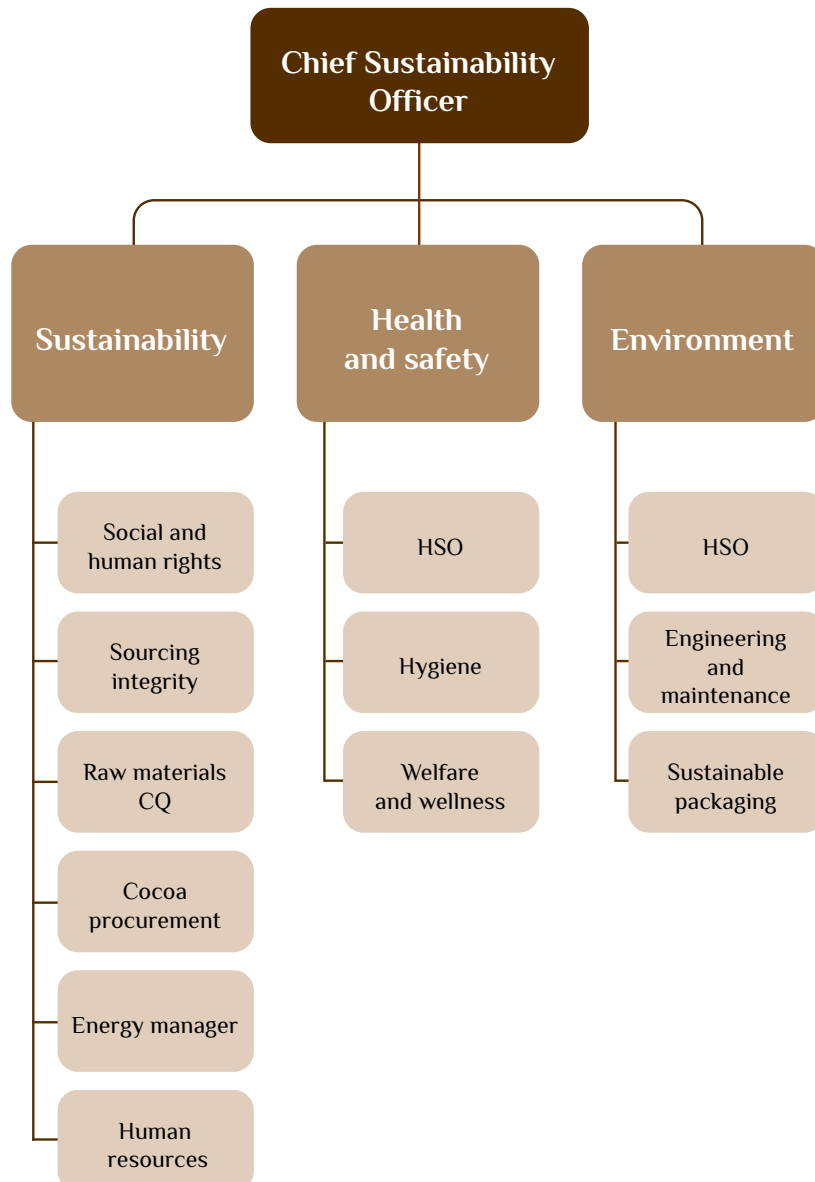 Chief Sustainability
Officer
Sustainability
Health
and safety
Environment
Social and
human rights
Sourcing
integrity
Raw materials
CQ
Cocoa
procurement
Energy manager
Human
resources
HSO
Hygiene
Welfare
and wellness
HSO
Engineering
and
maintenance
Sustainable
packaging